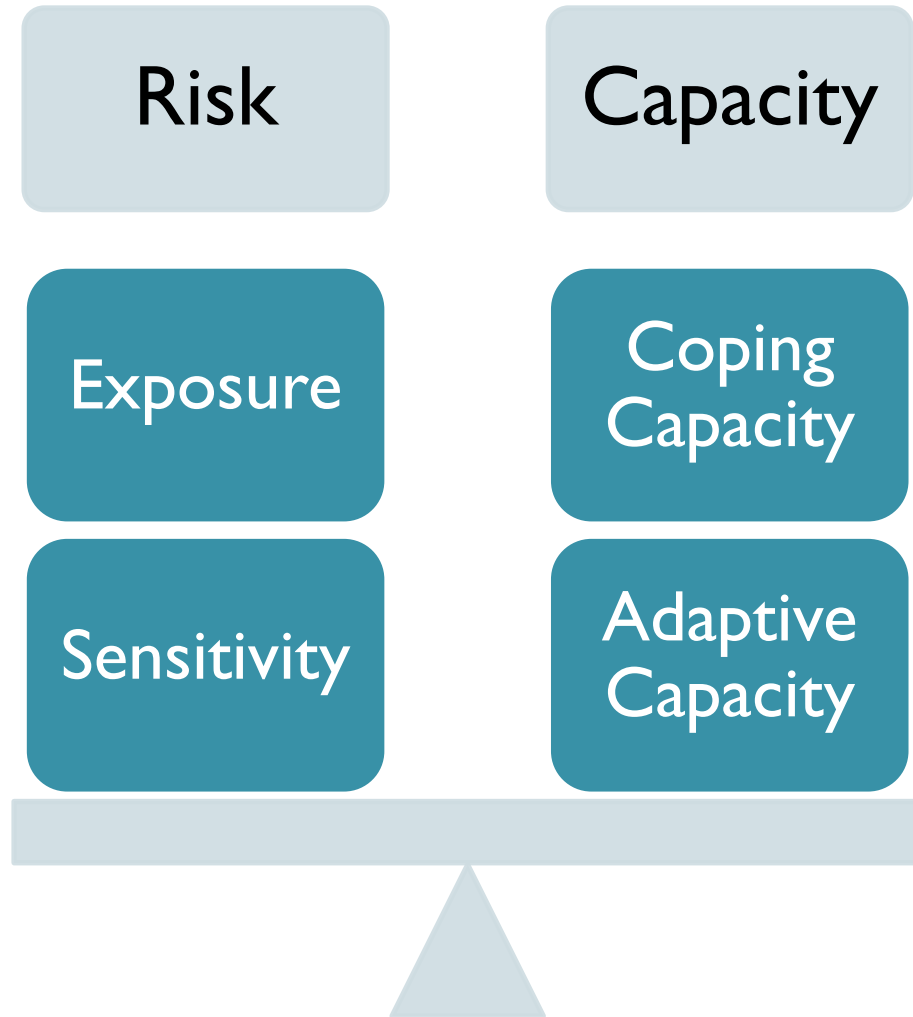 Risk
Capacity
Exposure
Coping
Capacity
Sensitivity
Adaptive
Capacity